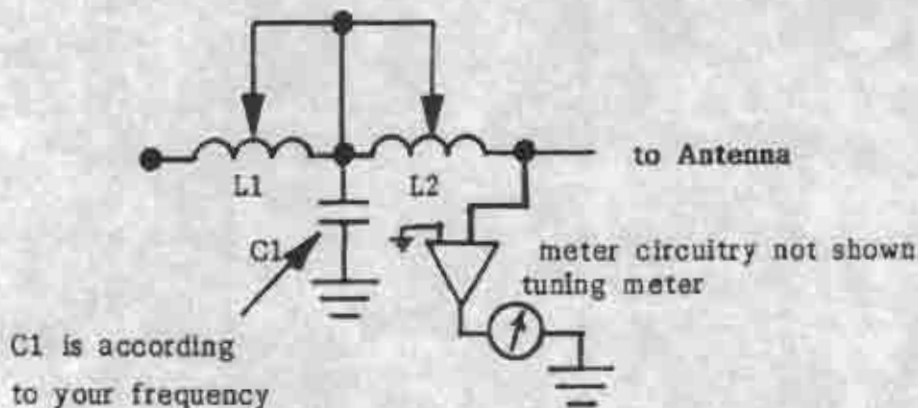 to Antenna
L1
L2
C1
meter circuitry not shown
tuning meter
C1 is according
to your frequency